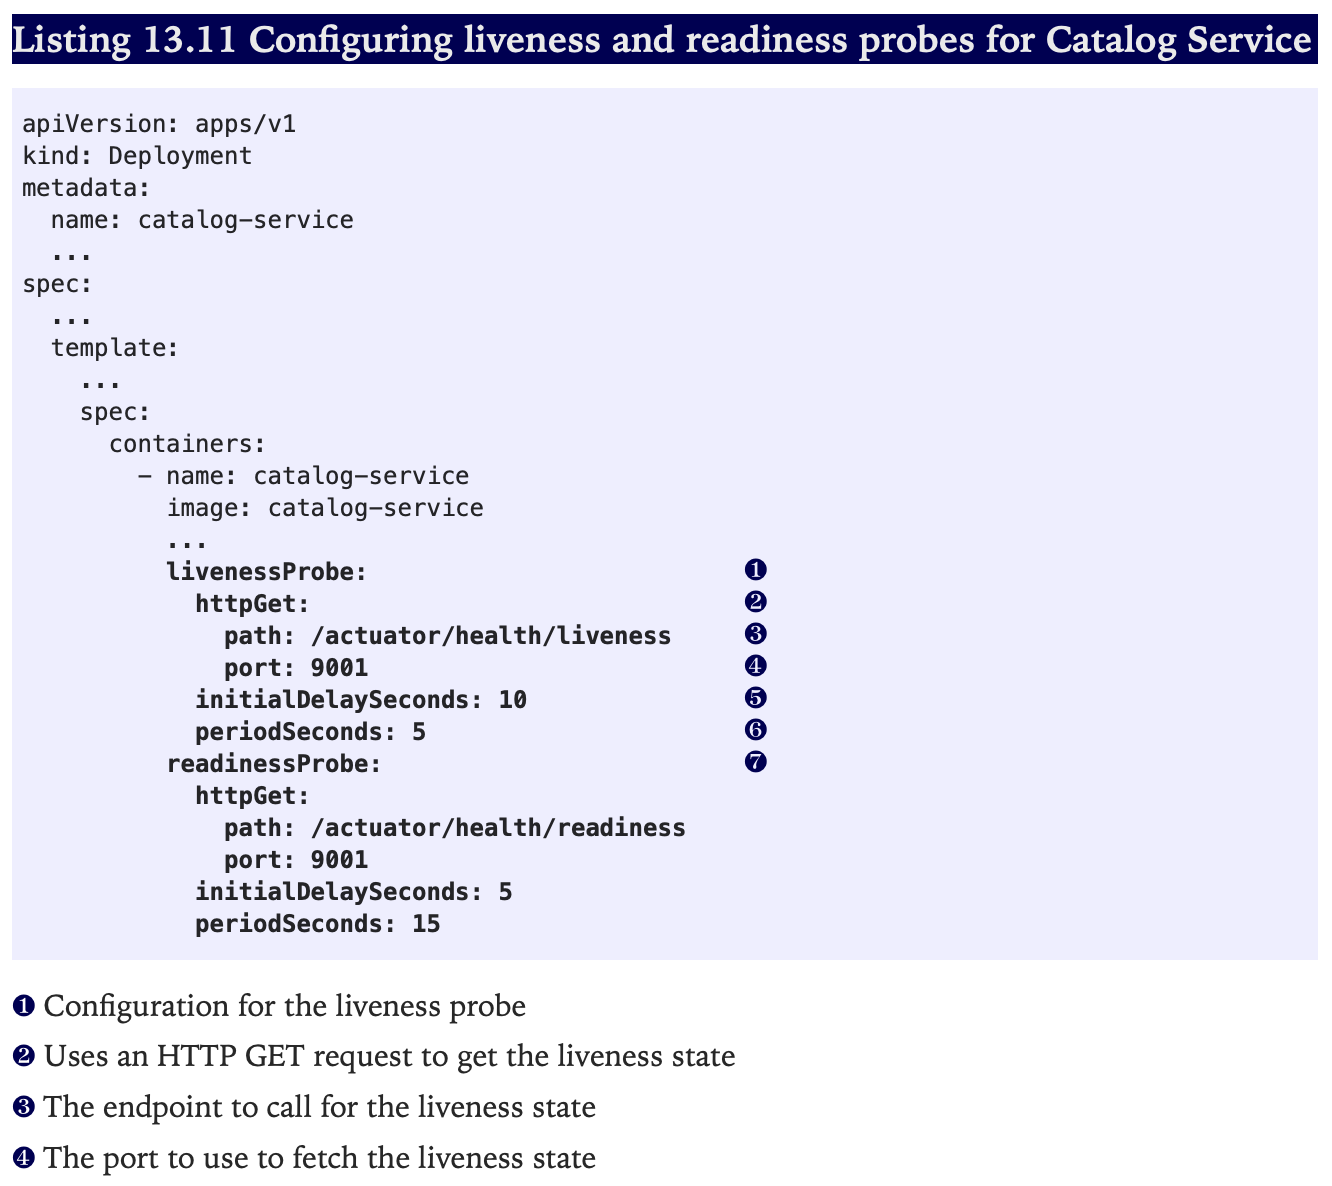 Listing 13.11 Configuring liveness and readiness probes for Catalog Service
apiVersion: apps/v1
kind: Deployment
metadata:
  name: catalog-service
  ...
spec:
  ...
  template:
    ...
    spec:
      containers:
        - name: catalog-service
          image: catalog-service
          ...
          livenessProbe: ❶
            httpGet: ❷
              path: /actuator/health/liveness ❸
              port: 9001 ❹
            initialDelaySeconds: 10 ❺
            periodSeconds: 5 ❻
          readinessProbe: ❼
            httpGet:
              path: /actuator/health/readiness
              port: 9001
            initialDelaySeconds: 5
            periodSeconds: 15
❶ Configuration for the liveness probe
❷ Uses an HTTP GET request to get the liveness state
❸ The endpoint to call for the liveness state
❹ The port to use to fetch the liveness state